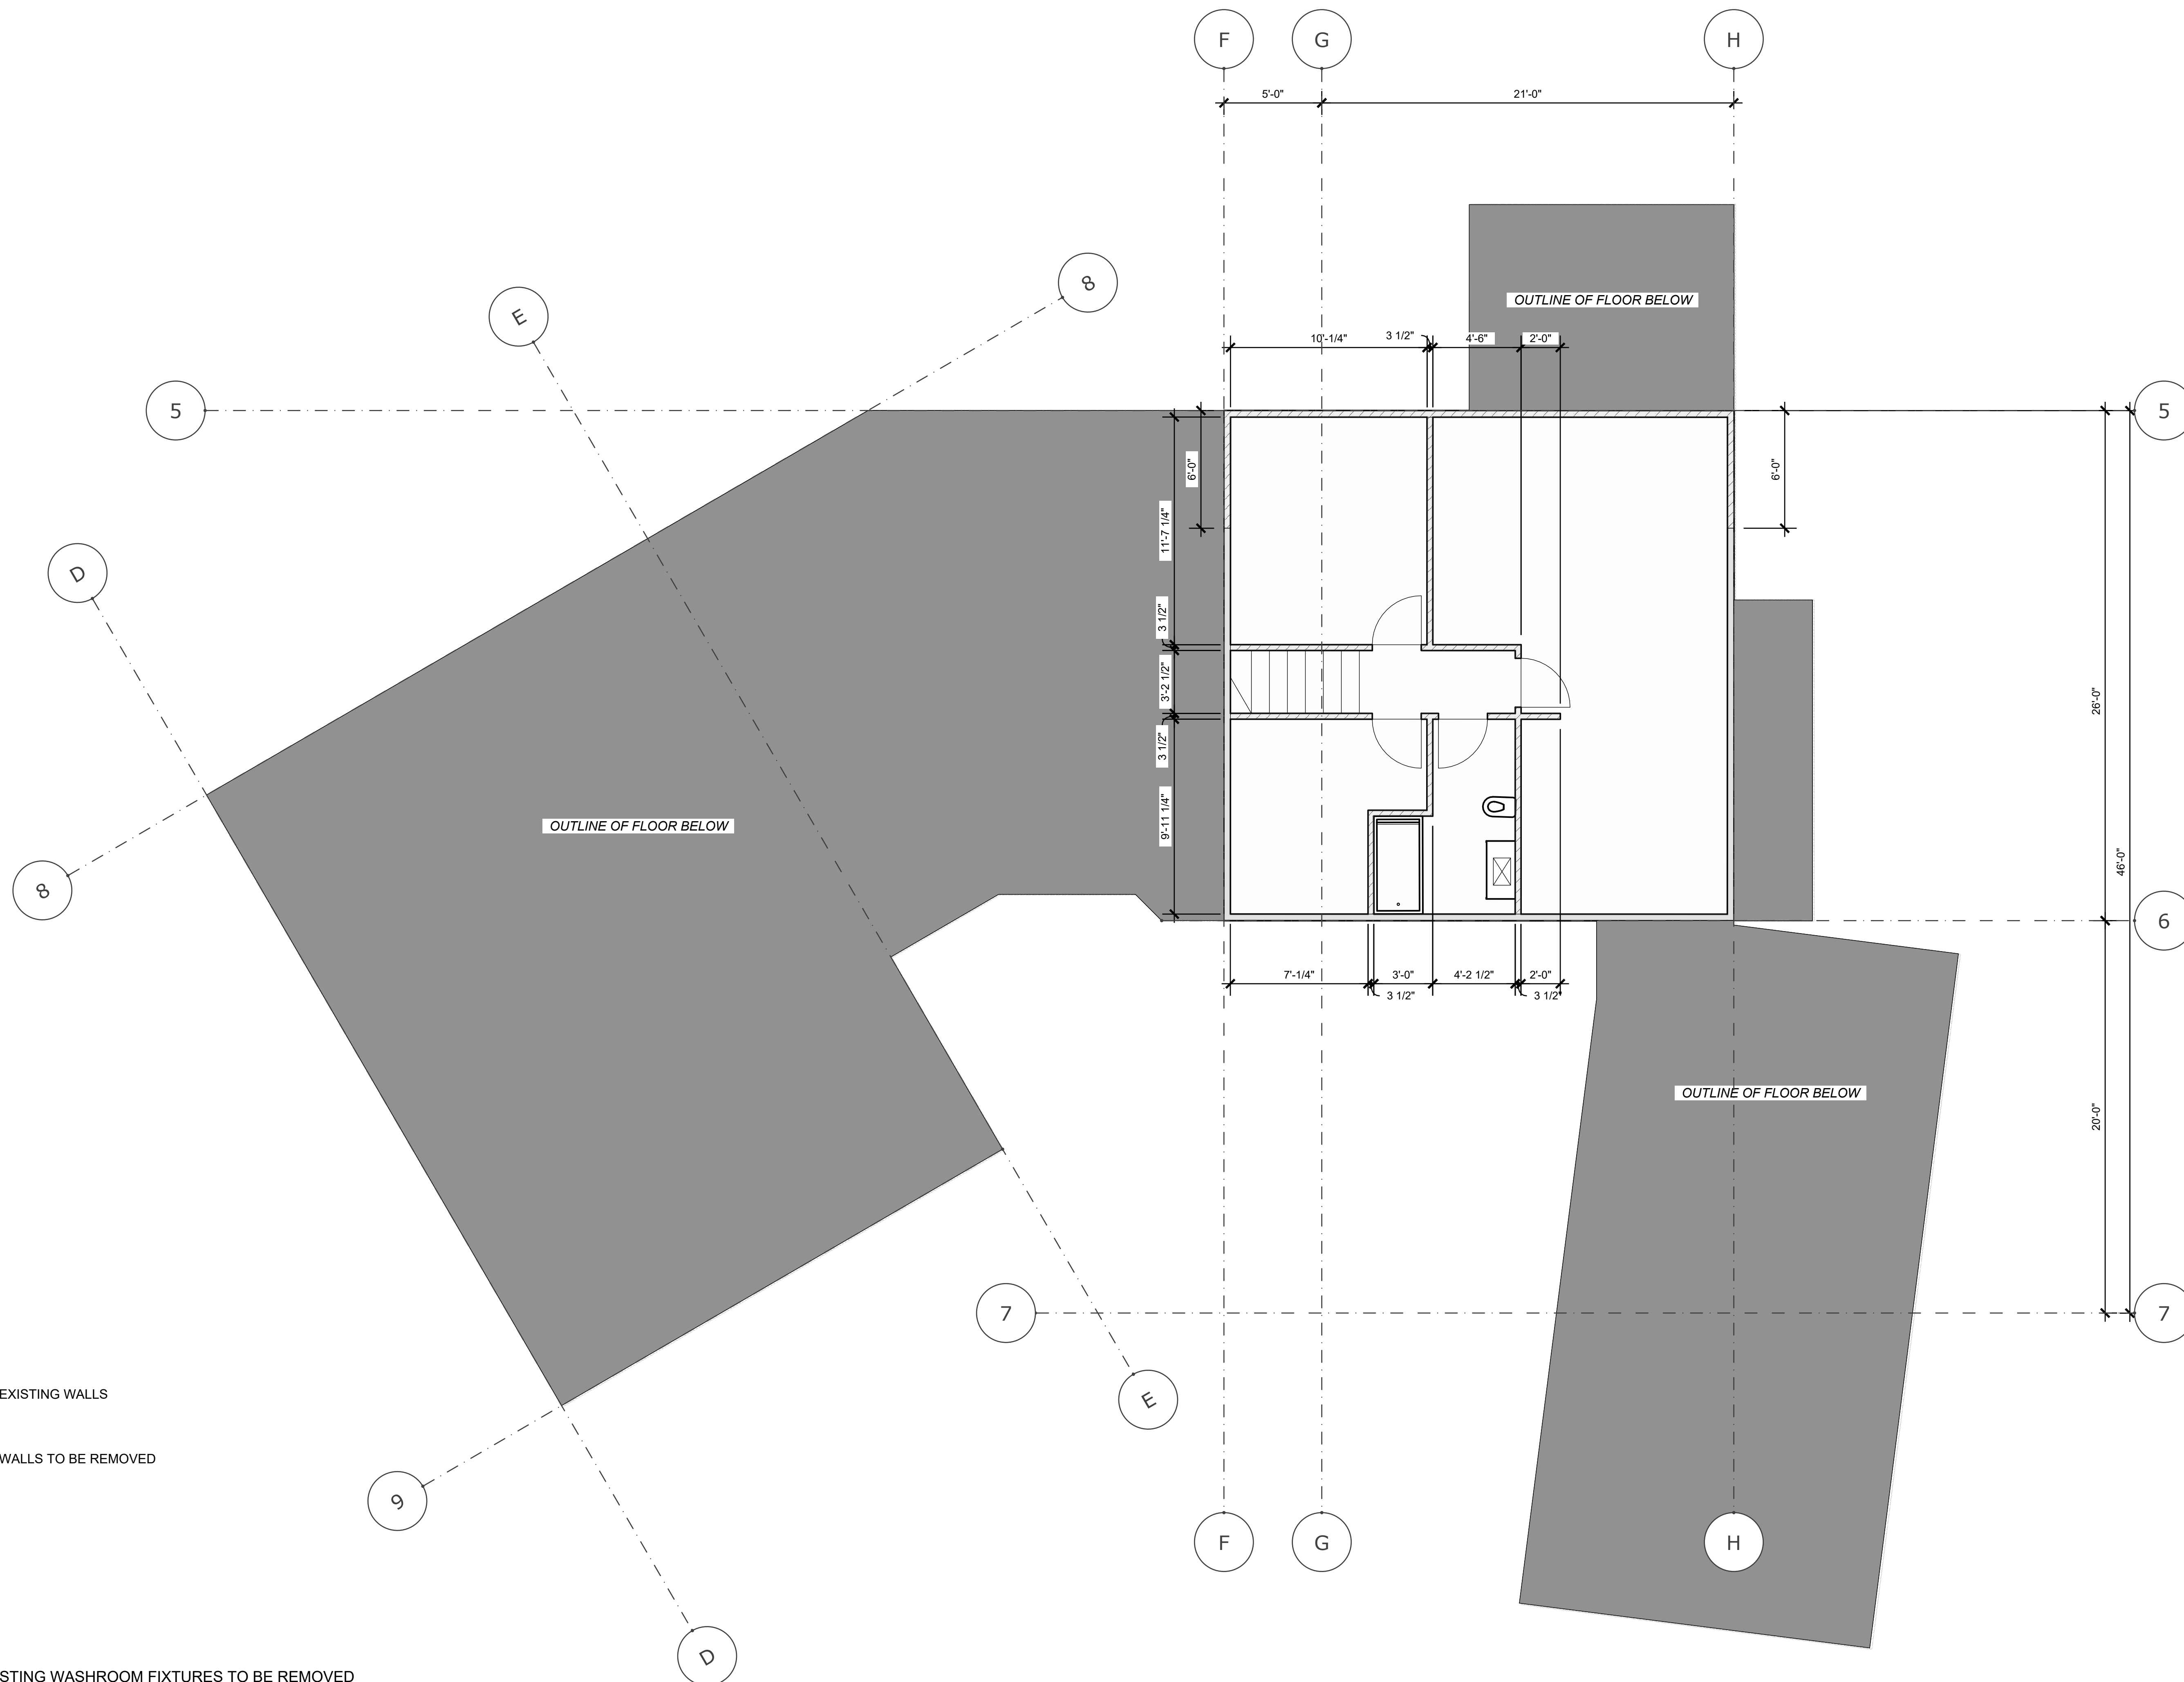 F
G
H
5'-0"
21'-0"
8
E
OUTLINE OF FLOOR BELOW
10'-1/4"
3 1/2"
4'-6"
2'-0"
5
5
6'-0"
6'-0"
11'-7 1/4"
D
3 1/2"
3'-2 1/2"
26'-0"
3 1/2"
OUTLINE OF FLOOR BELOW
9'-11 1/4"
46'-0"
8
6
7'-1/4"
3'-0"
4'-2 1/2"
2'-0"
3 1/2"
3 1/2"
OUTLINE OF FLOOR BELOW
20'-0"
7
7
EXISTING WALLS
E
WALLS TO BE REMOVED
9
F
G
H
D
STING WASHROOM FIXTURES TO BE REMOVED